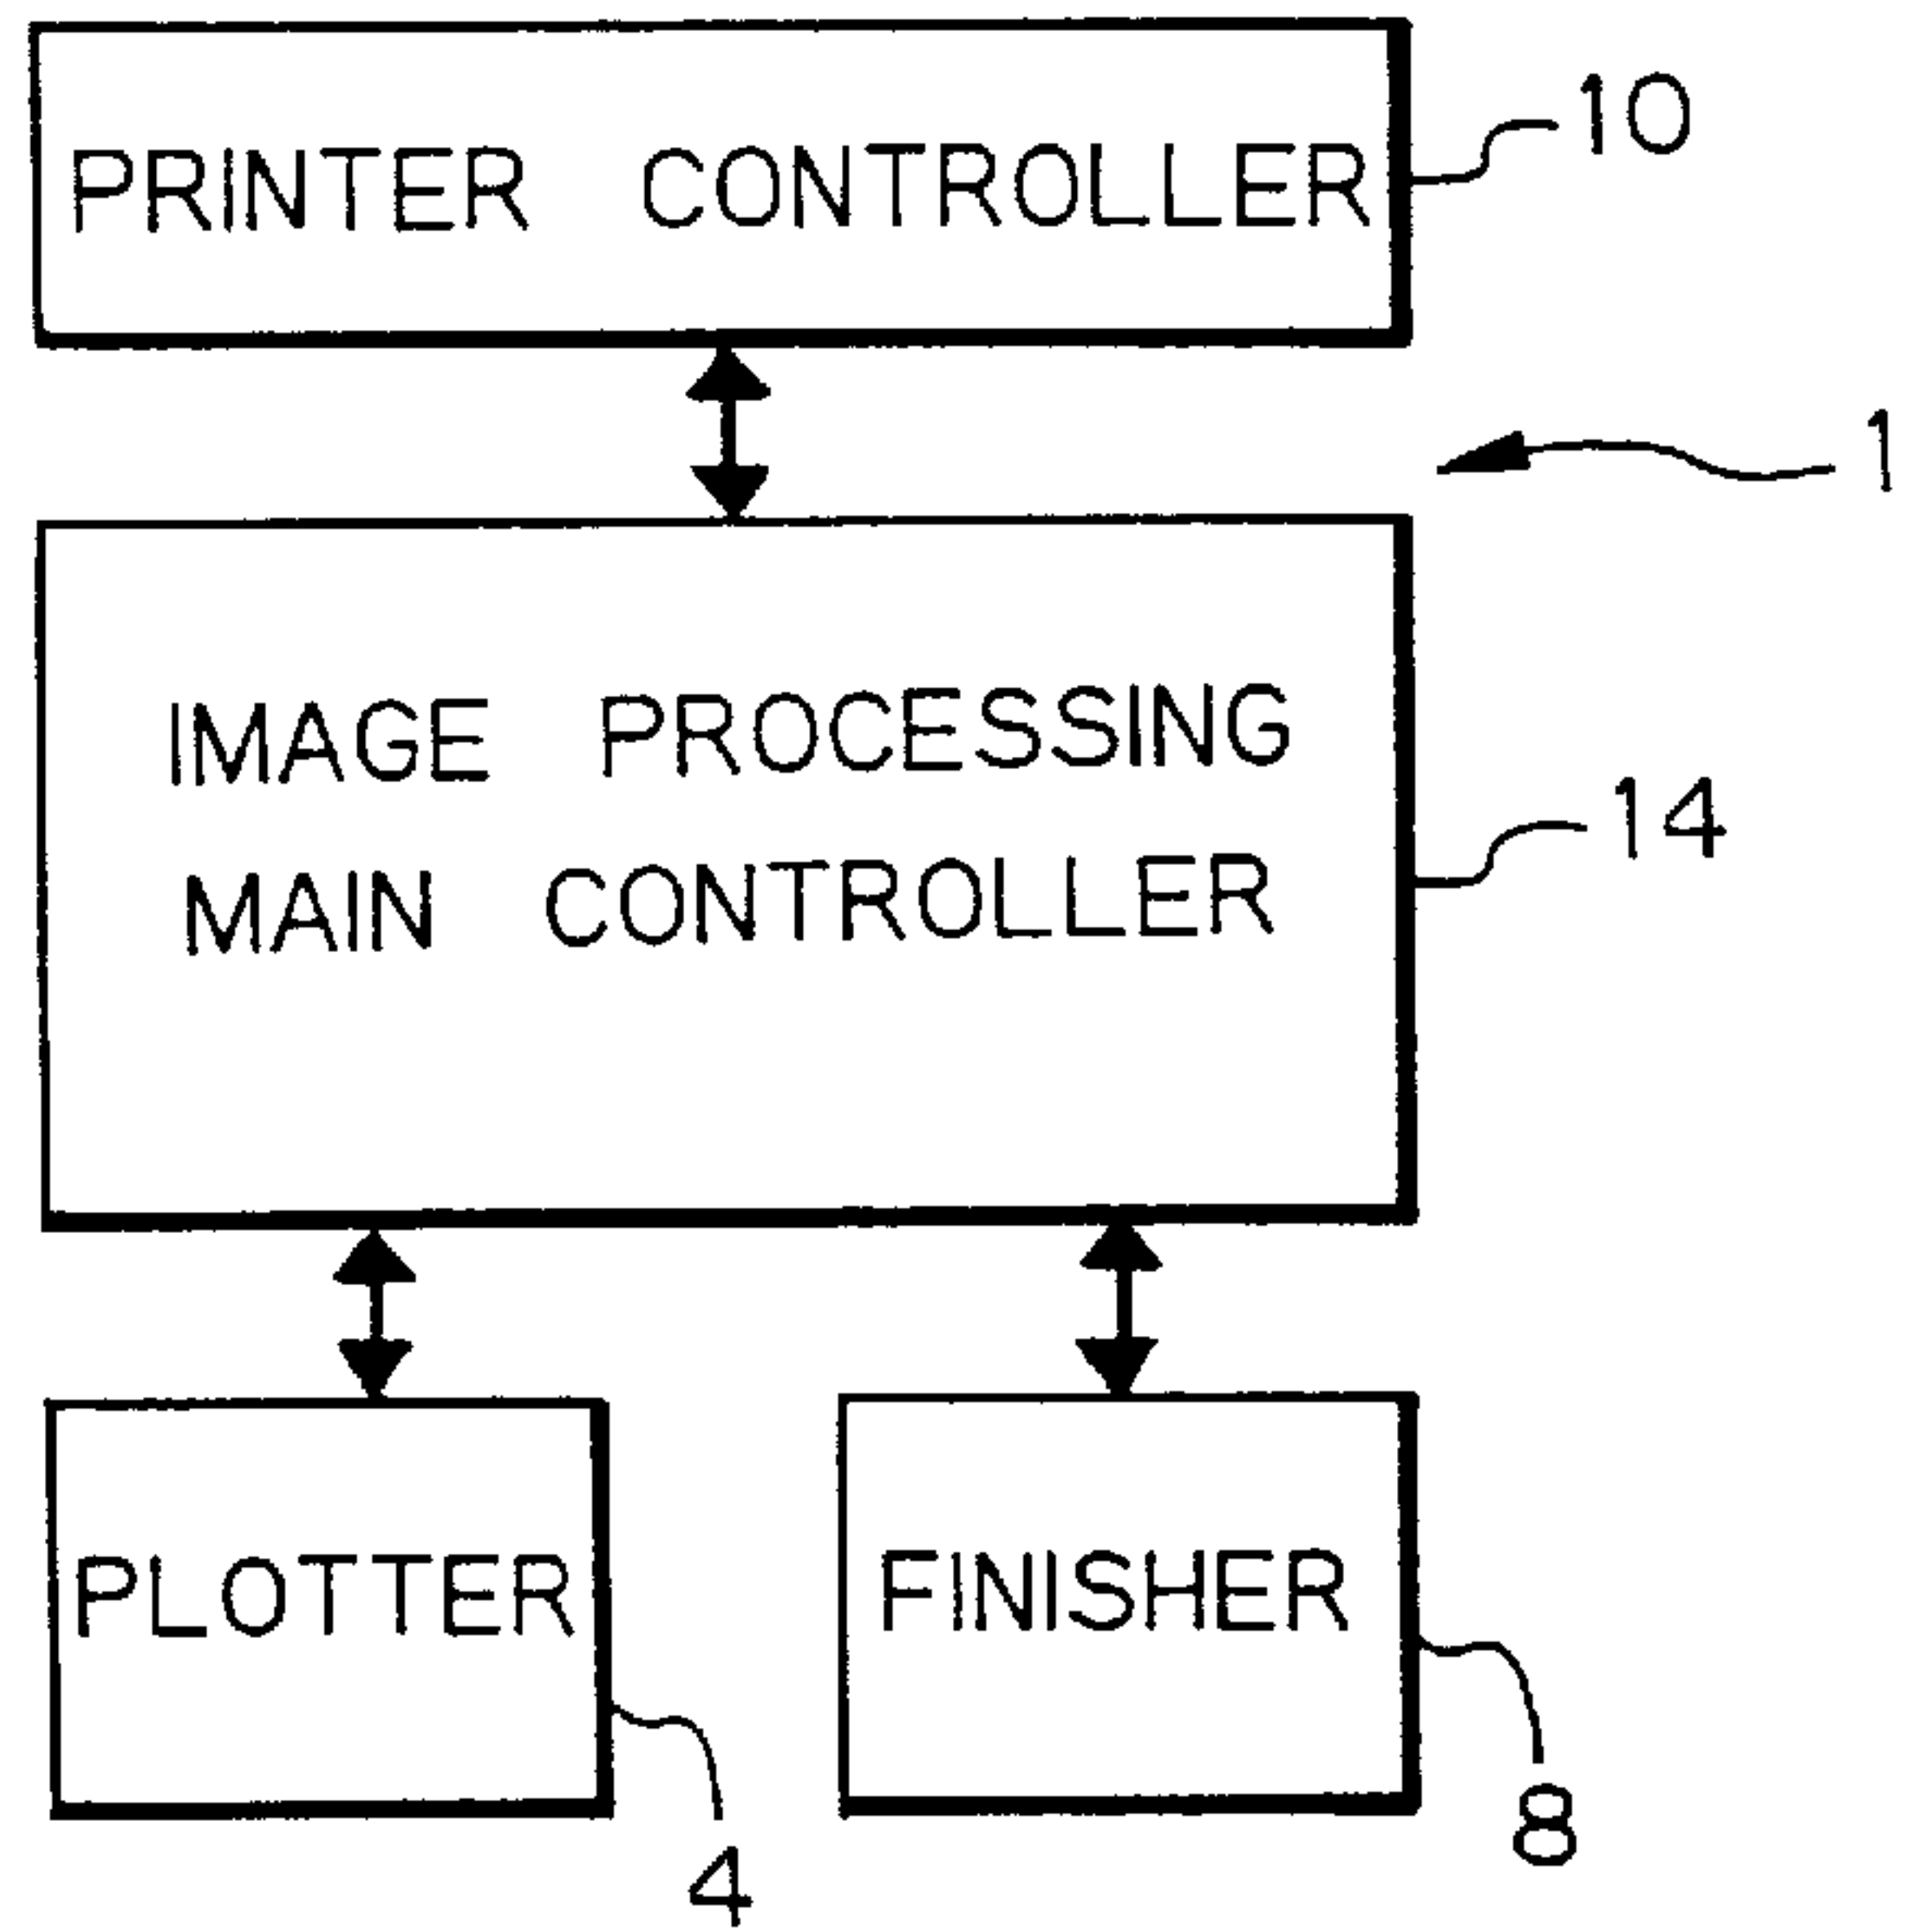 PRINTER CONTROLLER
10
1
IMAGE PROCESSING
MAIN CONTROLLER
14
PLOTTER
FINISHER
4
8